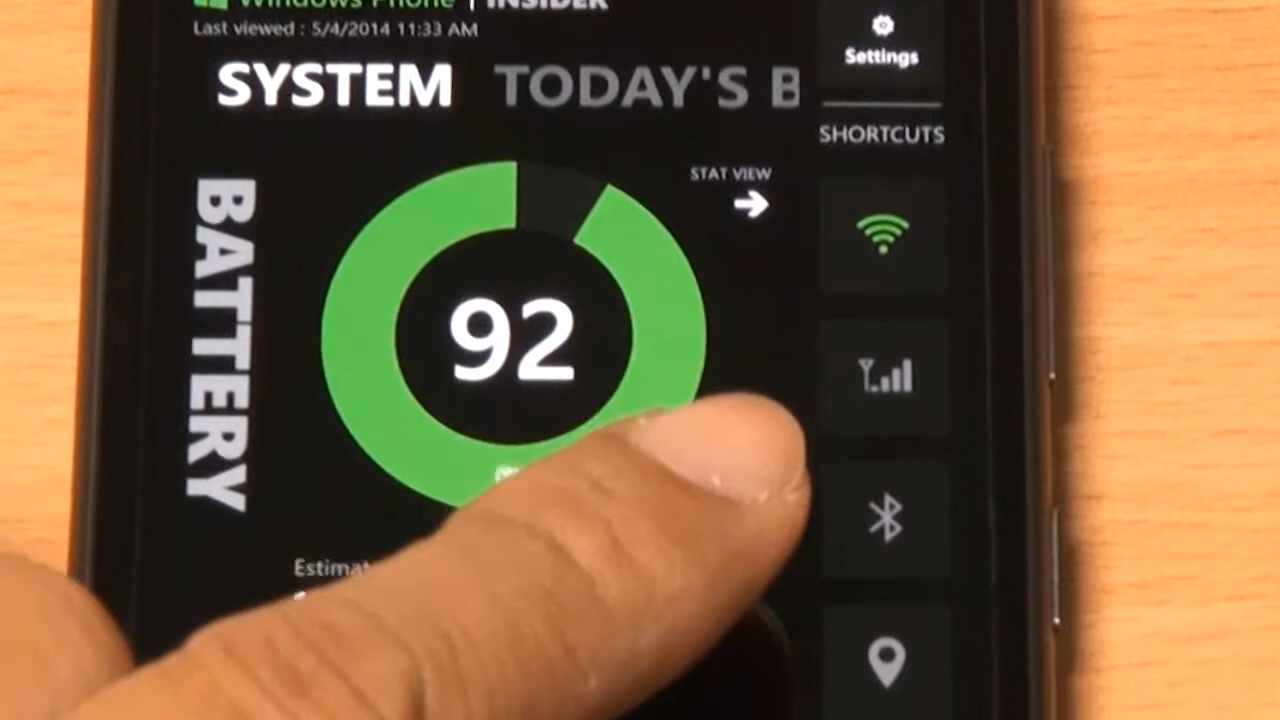 Windows Phone | INSIDER
Last viewed : 5/4/2014 11:33 AM
SYSTEM TODAY'S B
Settings
SHORTCUTS
STAT VIEW
BATTERY
92
Estimat